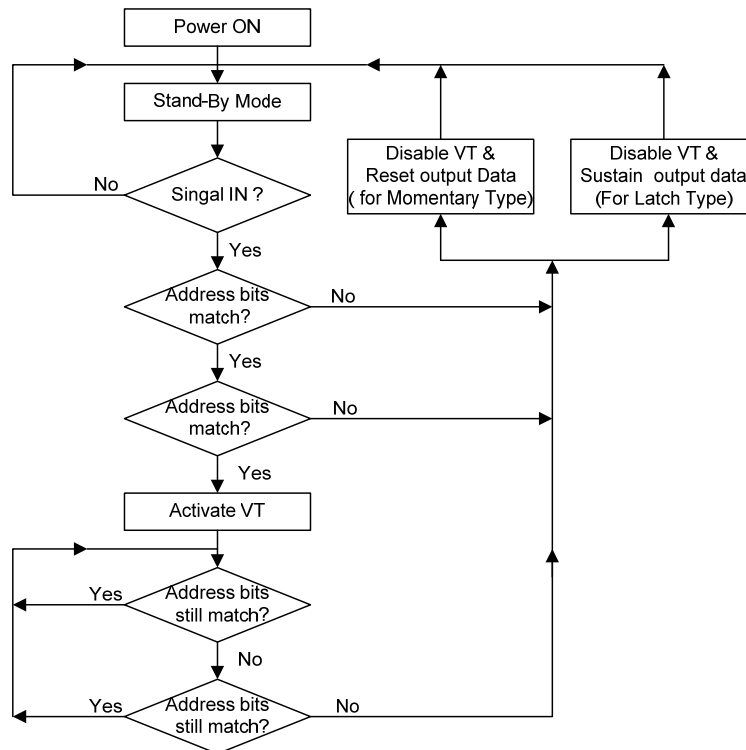 Power ON
Stand-By Mode
No
Singal IN ?
Yes
Disable VT &
Reset output Data
( for Momentary Type)
Disable VT &
Sustain output data
(For Latch Type)
Address bits
match?
No
Yes
Address bits
match?
No
Yes
Activate VT
Yes
Address bits
still match?
No
Yes
Address bits
still match?
No